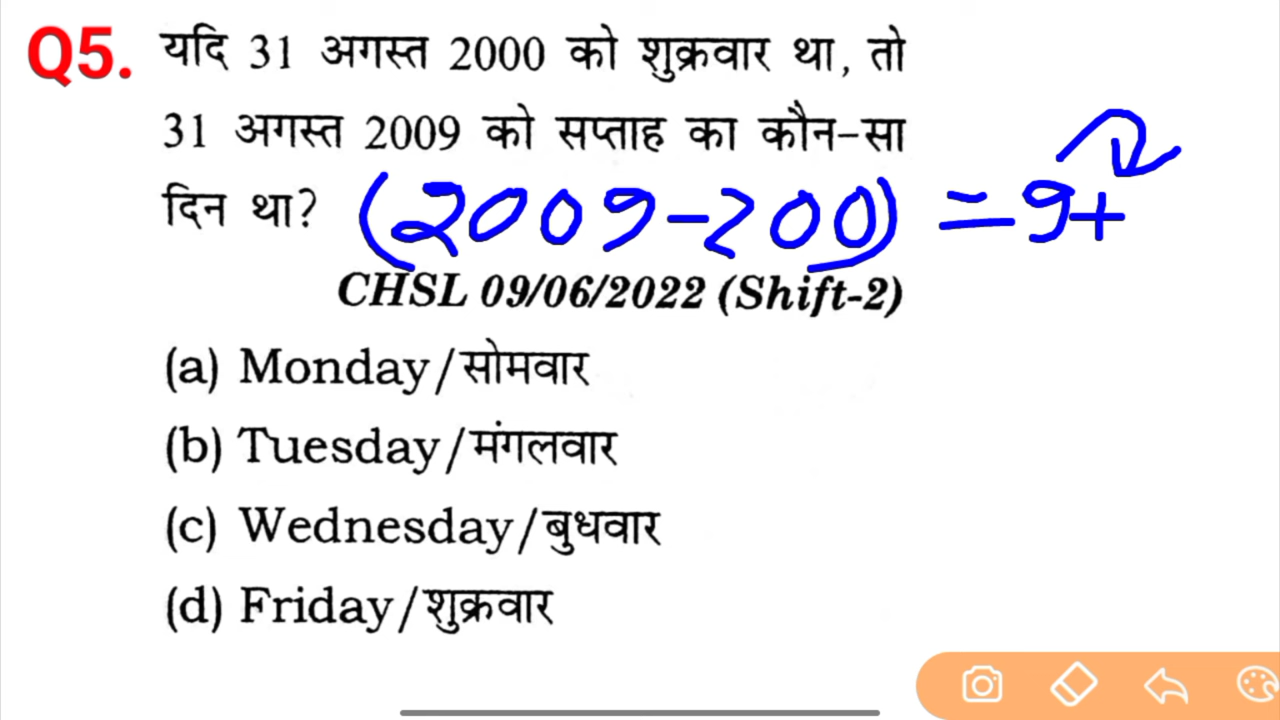 Q5. यदि 31 अगस्त 2000 को शुक्रवार था, तो
31 अगस्त 2009 को सप्ताह का कौन-सा
दिन था? (2009-200) = 9+
CHSL 09/06/2022 (Shift-2)
(a) Monday/सोमवार
(b) Tuesday/मंगलवार
(c) Wednesday/बुधवार
(d) Friday/शुक्रवार